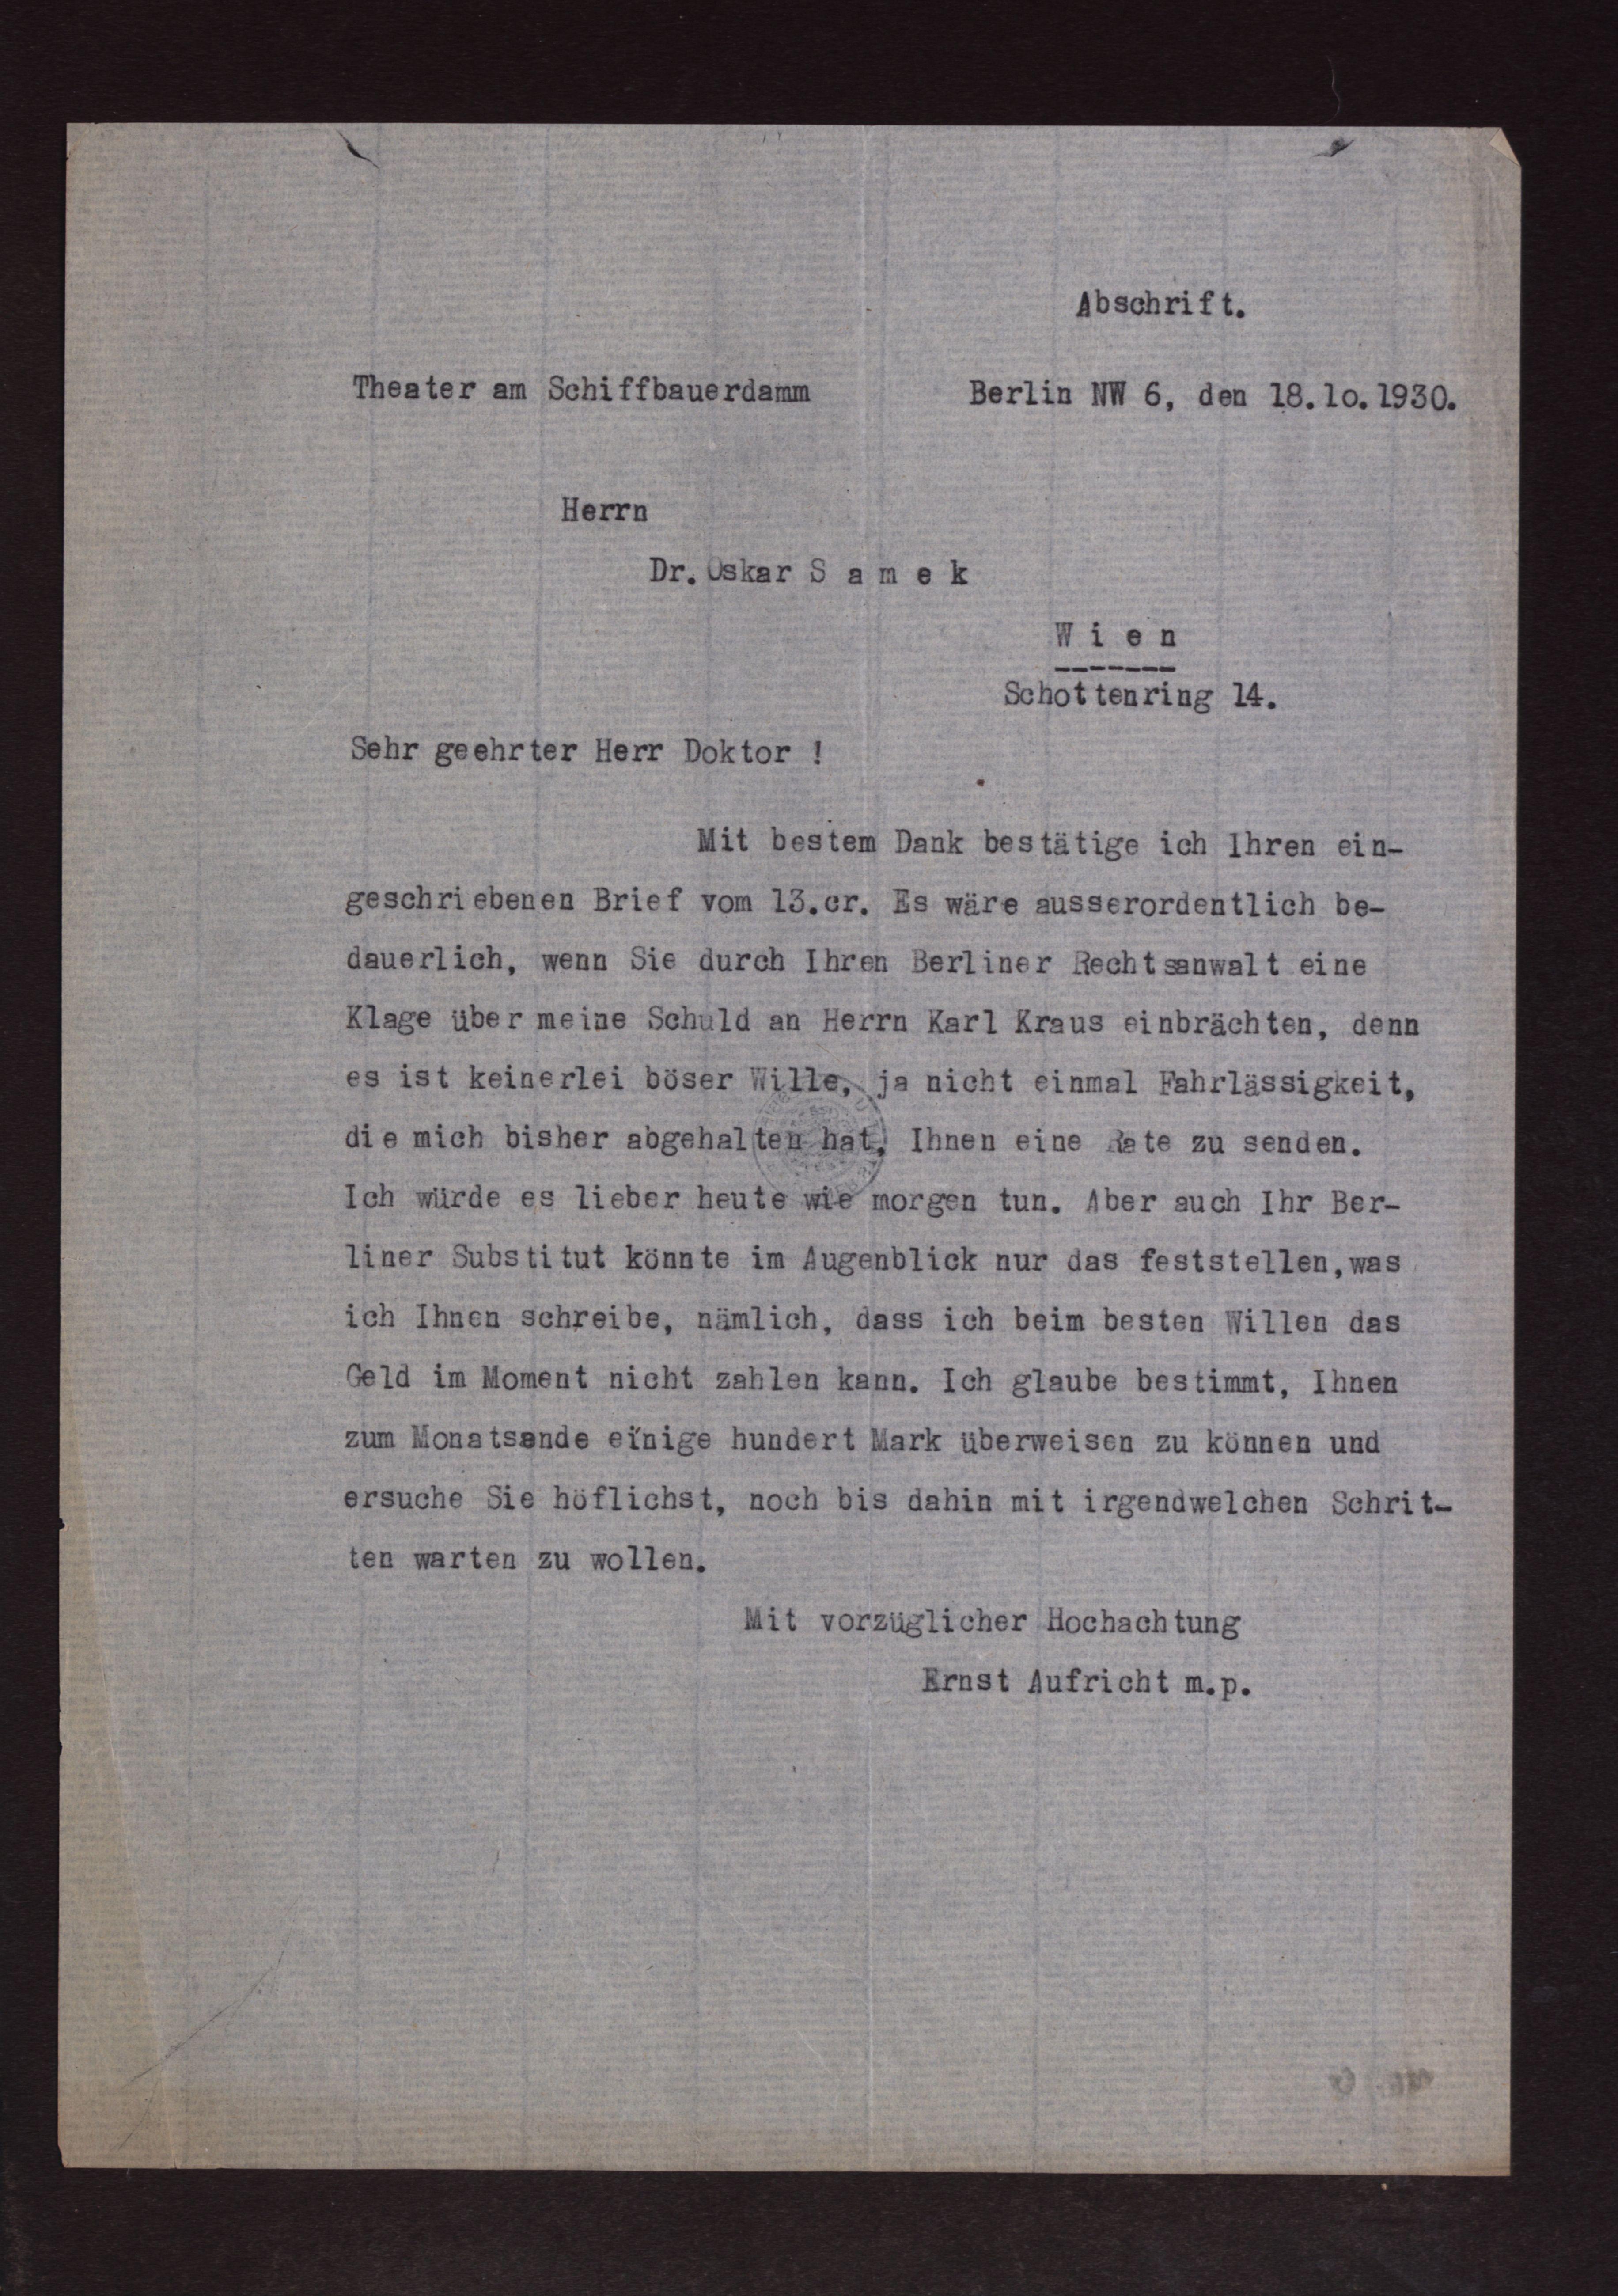 Abschrift.
Theater am Schiffbauerdamm Berlin NW 6, den 18.lo.1930.
Herrn
Dr. Oskar S a m e k
W i e n
-------
Schottenring 14.
Sehr geehrter Herr Doktor !
Mit bestem Dank bestätige ich Ihren ein-
geschriebenen Brief vom 13.cr. Es wäre ausserordentlich be-
dauerlich, wenn Sie durch Ihren Berliner Rechtsanwalt eine
Klage über meine Schuld an Herrn Karl Kraus einbrächten, denn
es ist keinerlei böser Wille, ja nicht einmal Fahrlässigkeit,
die mich bisher abgehalten hat, Ihnen eine Rate zu senden.
Ich würde es lieber heute wie morgen tun. Aber auch Ihr Ber-
liner Substitut könnte im Augenblick nur das feststellen,was
ich Ihnen schreibe, nämlich, dass ich beim besten Willen das
Geld im Moment nicht zahlen kann. Ich glaube bestimmt, Ihnen
zum Monatsende einige hundert Mark überweisen zu können und
ersuche Sie höflichst, noch bis dahin mit irgendwelchen Schrit-
ten warten zu wollen.
Mit vorzüglicher Hochachtung
Ernst Aufricht m.p.